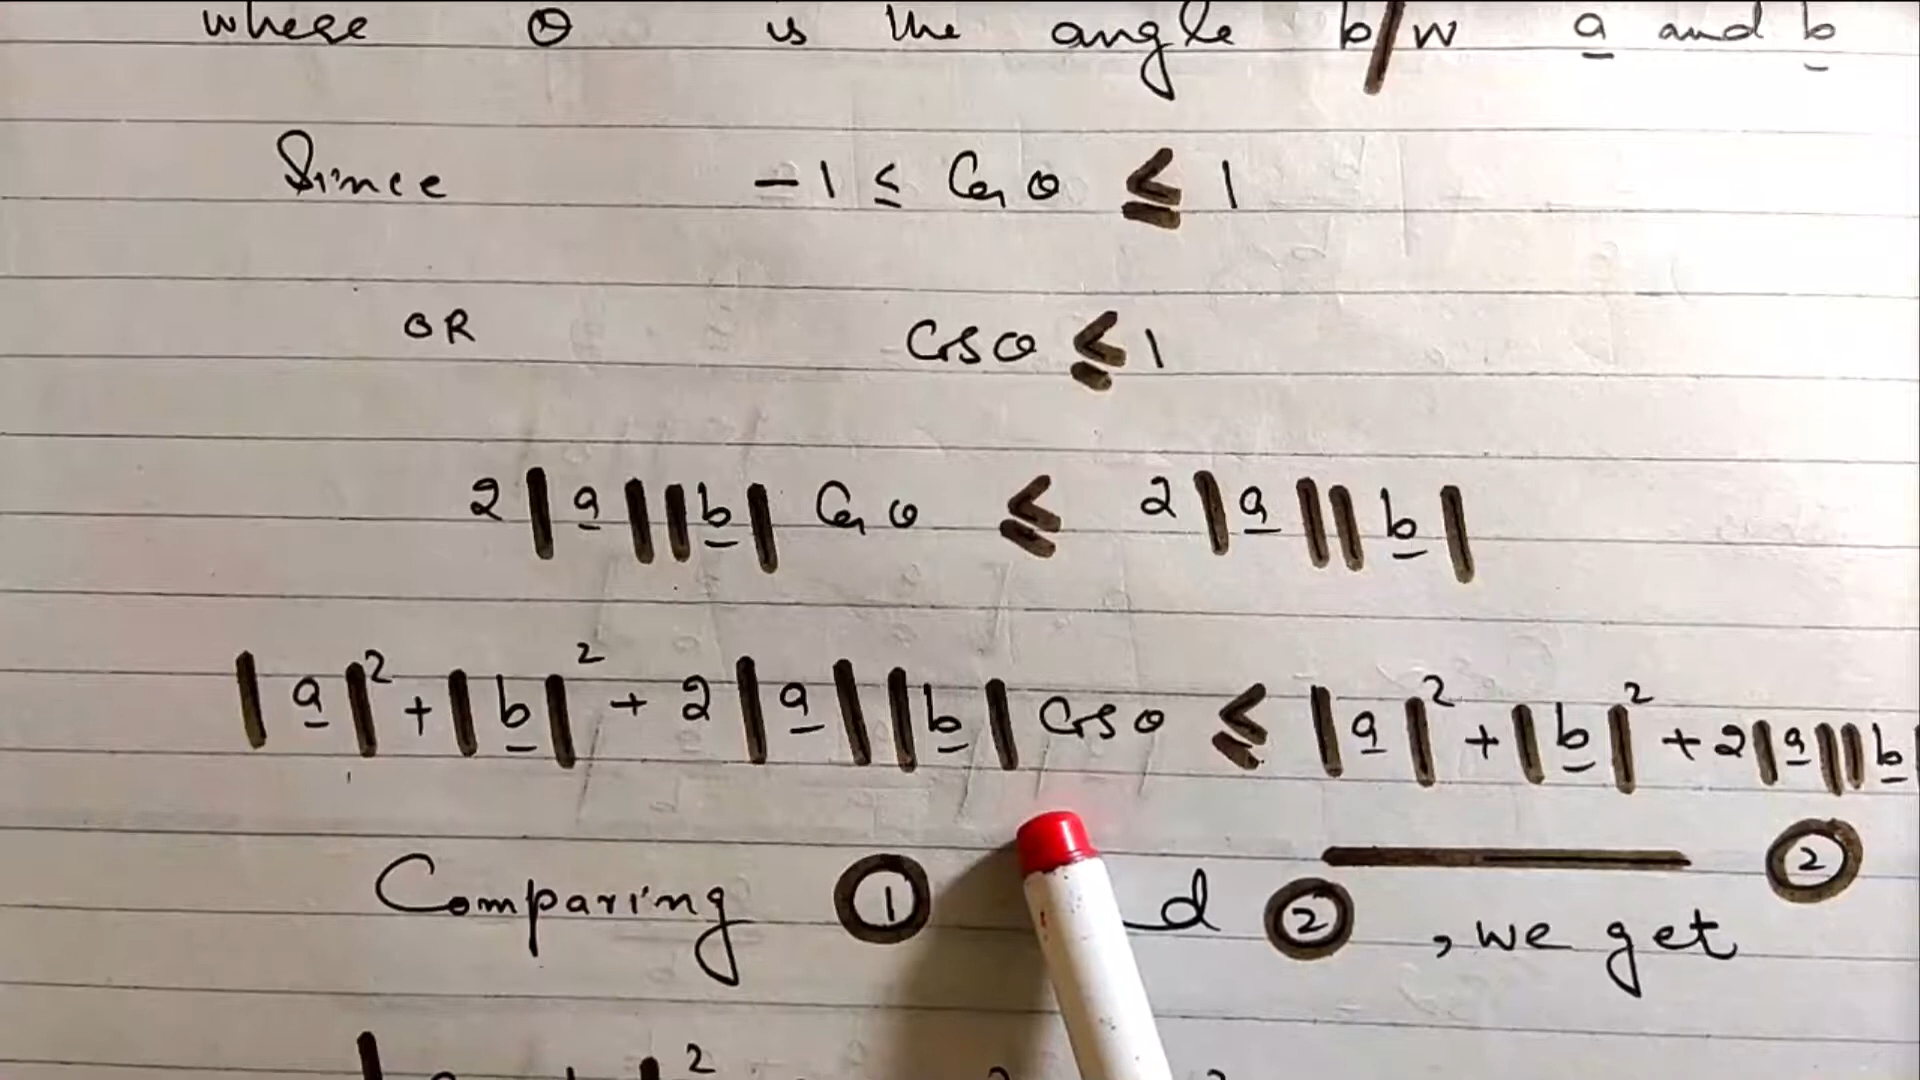 where θ is the angle b/w a and b
Since -1 ≤ Cos θ ≤ 1
OR Cos θ ≤ 1
2|a||b| Cos θ ≤ 2|a||b|
|a|² + |b|² + 2|a||b| Cos θ ≤ |a|² + |b|² + 2|a||b|
②
Comparing ① d ② , we get